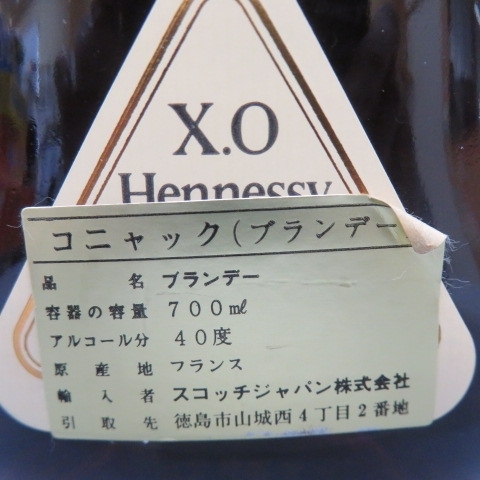 X.O
Hennessy
コニャック(ブランデー
品名 ブランデー
容器の容量 700㎖
アルコール分 40度
原産地 フランス
輸入者 スコッチジャパン株式会社
引取先 徳島市山城西4丁目2番地